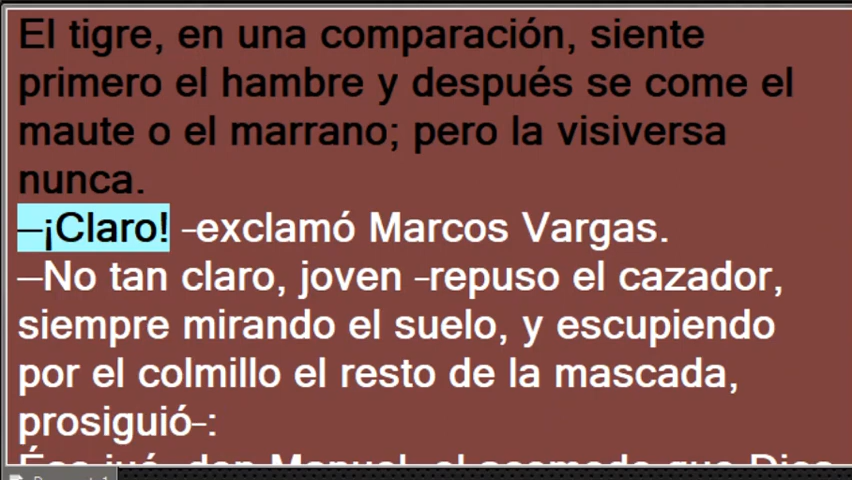 El tigre, en una comparación, siente
primero el hambre y después se come el
maute o el marrano; pero la visiversa
nunca.
—¡Claro! –exclamó Marcos Vargas.
—No tan claro, joven –repuso el cazador,
siempre mirando el suelo, y escupiendo
por el colmillo el resto de la mascada,
prosiguió–: